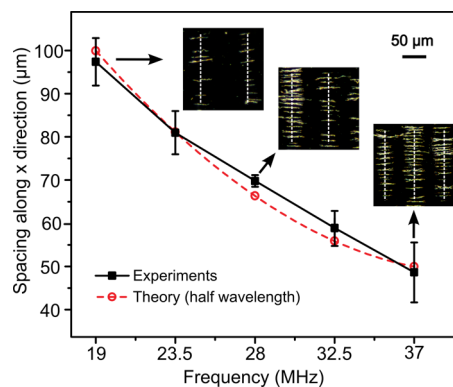 50 μm
Spacing along x direction (μm)
100
90
80
70
60
50
40
Experiments
Theory (half wavelength)
19 23.5 28 32.5 37
Frequency (MHz)